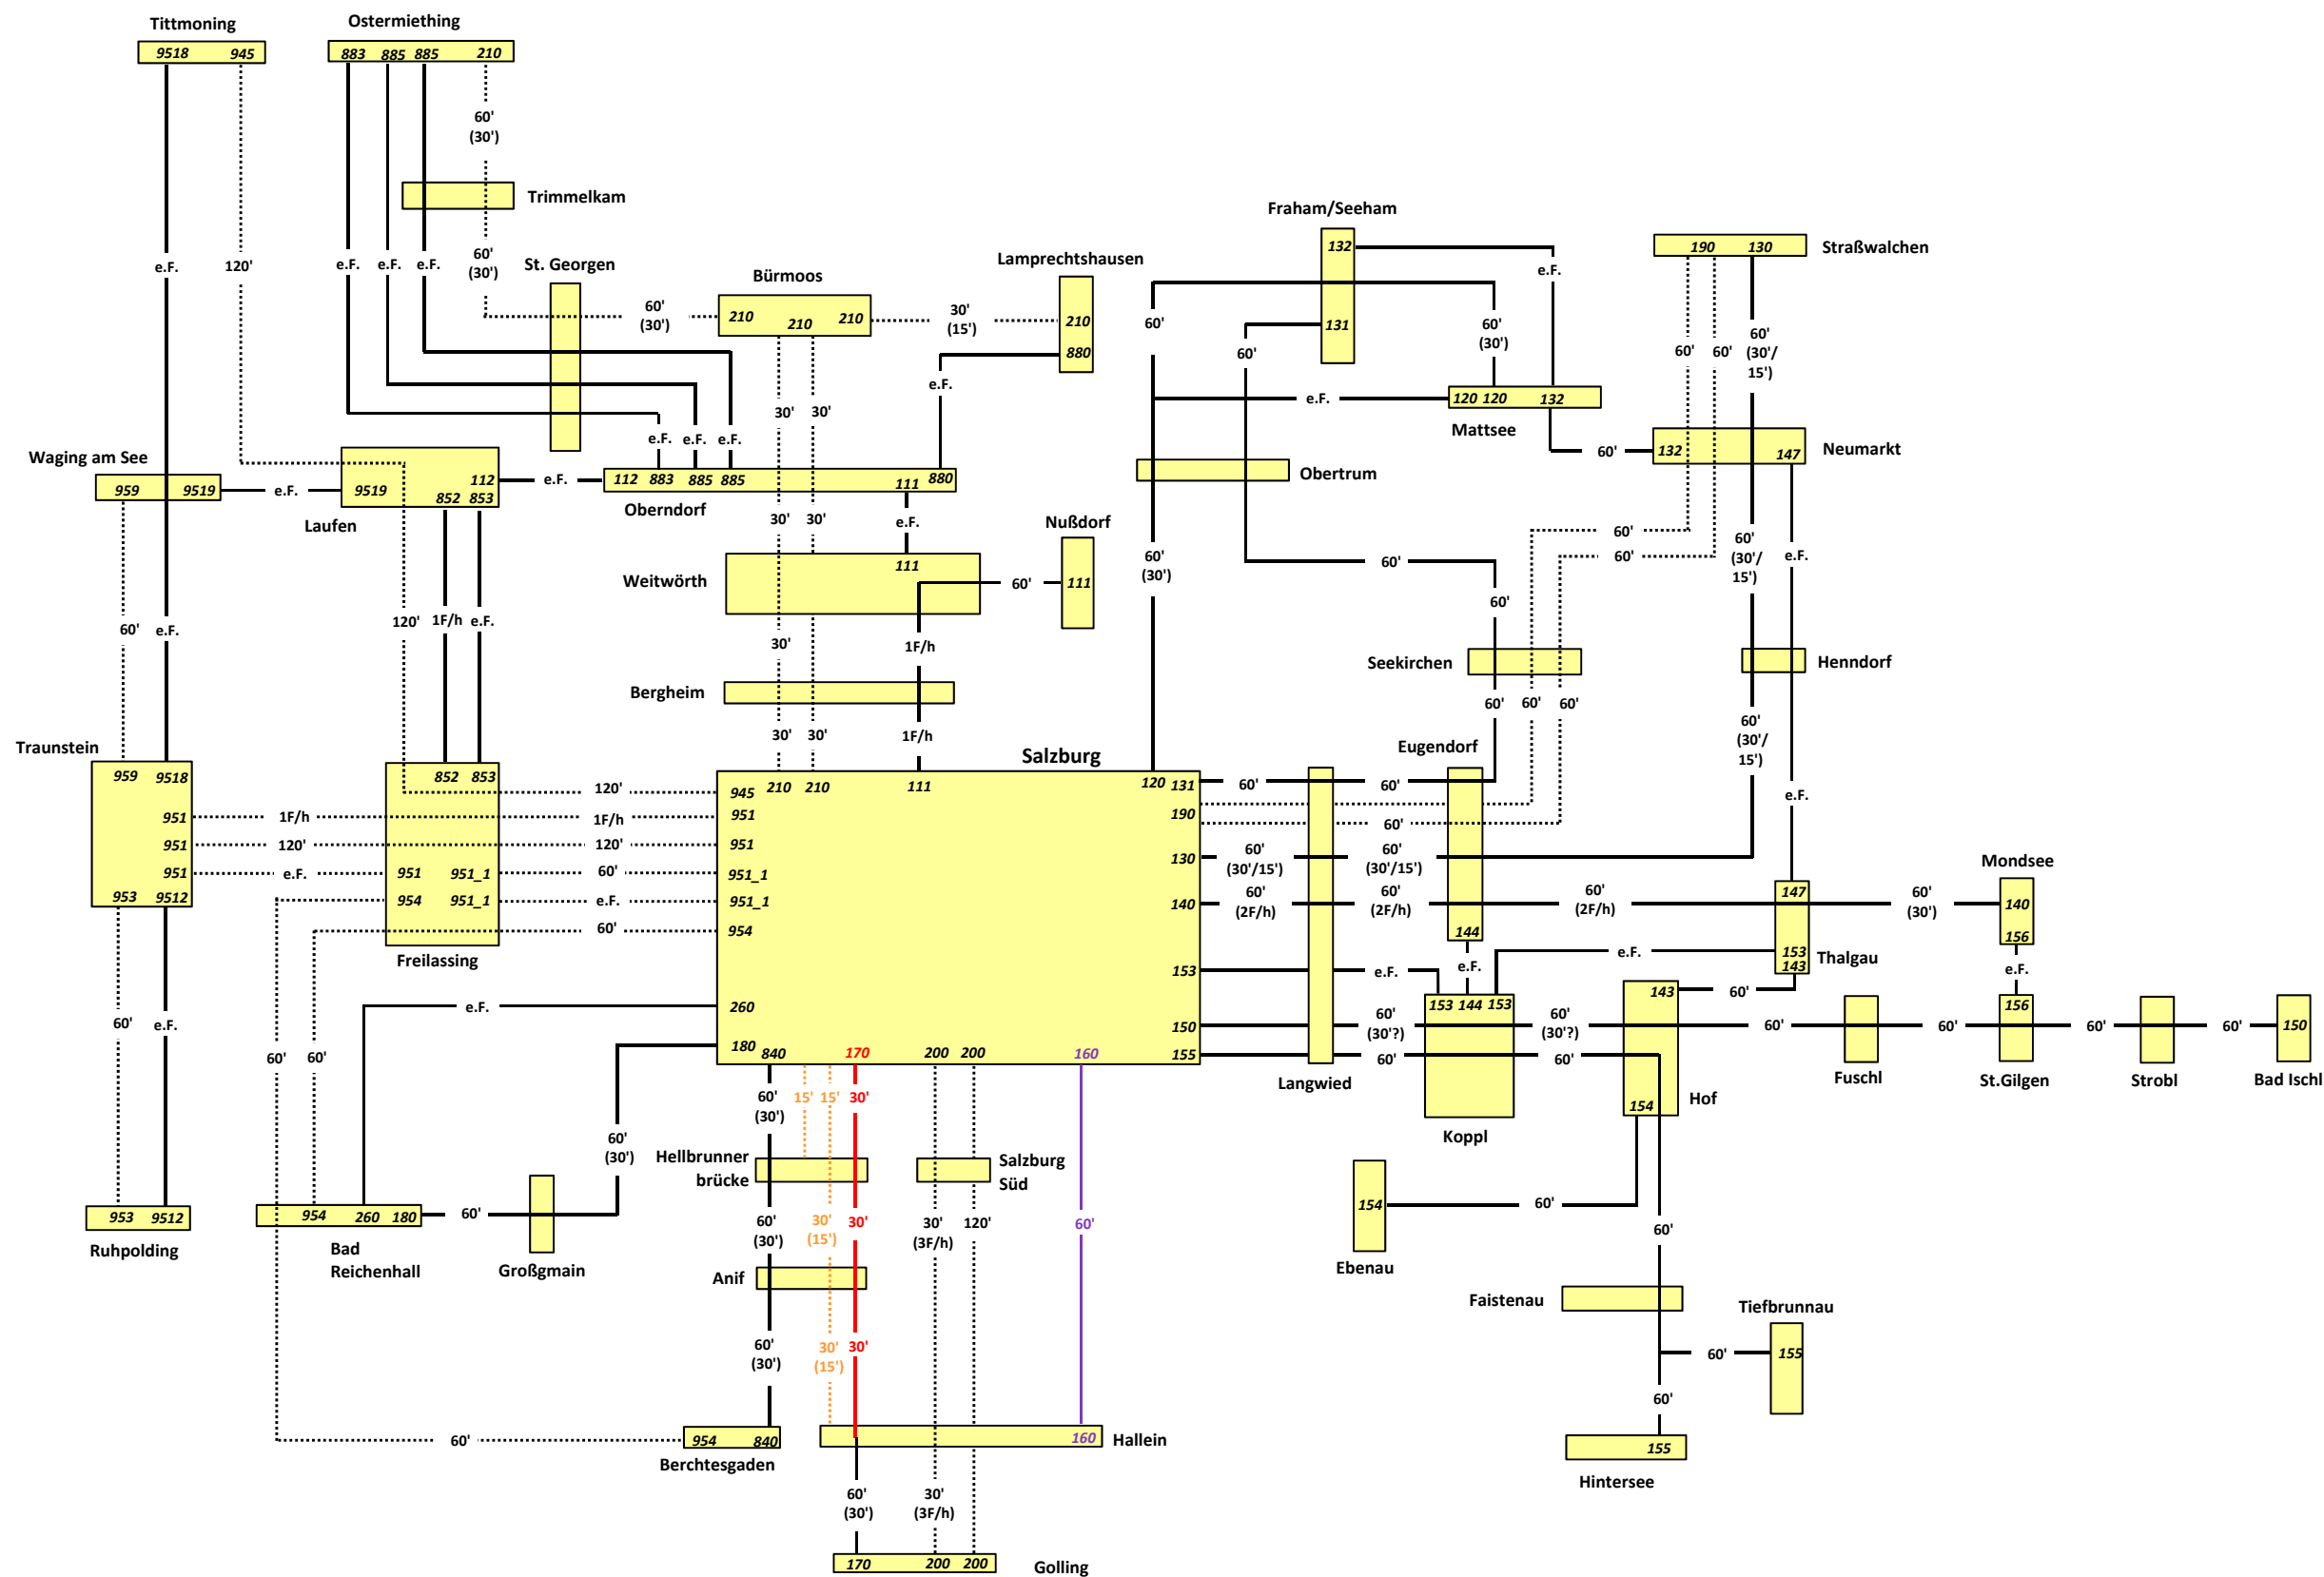 Tittmoning
Ostermiething
9518 945
883 885 885 210
60'
(30')
Trimmelkam
Fraham/Seeham
132
190 130
Straßwalchen
e.F. 120' e.F. e.F. e.F.
60'
(30')
St. Georgen
Bürmoos
Lamprechtshausen
e.F.
60'
(30')
210 210 210
30'
(15')
210
880
60'
131
60'
60'
(30')
60' 60'
60'
(30'/
15')
e.F.
30' 30'
e.F.
120 120 132
Mattsee
Neumarkt
132 147
60'
e.F. e.F. e.F.
Waging am See
959 9519
e.F.
9519 112
852 853
Laufen
e.F.
112 883 885 885 111 880
Oberndorf
Obertrum
30' 30'
e.F.
Nußdorf
111
60'
Weitwörth
111
60'
(30')
60'
60'
60'
60'
(30'/
15')
e.F.
60'
60' e.F.
120' 1F/h e.F.
30'
1F/h
Seekirchen
Henndorf
Bergheim
30' 30'
1F/h
60' 60' 60'
60'
(30'/
15')
Traunstein
Salzburg
Eugendorf
959 9518
852 853
945 210 210 111 120 131
60' 60'
120'
951
1F/h
1F/h
951
190
60'
e.F.
951
120'
120'
951
130
60'
(30'/15')
60'
(30'/15')
Mondsee
951
e.F.
951 951_1
60'
951_1
953 9512
954 951_1
e.F.
951_1
140
60'
(2F/h)
60'
(2F/h)
60'
(2F/h)
147
60'
(30')
140
156
60'
954
144
Freilassing
153
e.F.
e.F.
e.F.
153
143
Thalgau
e.F.
60' e.F.
e.F.
260
153 144 153
143
60'
156
150
60'
(30'?)
60'
(30'?)
60' 60' 60' 60'
150
60' 60'
180 840 170 200 200 160 155
60' 60'
Langwied
Koppl
154
Hof
Fuschl
St.Gilgen
Strobl
Bad Ischl
60'
(30')
60'
(30')
15' 15' 30'
Hellbrunner
brücke
Salzburg
Süd
953 9512
Ruhpolding
954 260 180
Bad
Reichenhall
60'
Großgmain
60'
(30')
30'
(15')
30'
30'
(3F/h)
120'
60'
154
Ebenau
60'
60'
Anif
Faistenau
Tiefbrunnau
60'
(30')
30'
(15')
30'
60'
155
60'
60'
954 840
Berchtesgaden
160
Hallein
155
Hintersee
60'
(30')
30'
(3F/h)
170 200 200
Golling